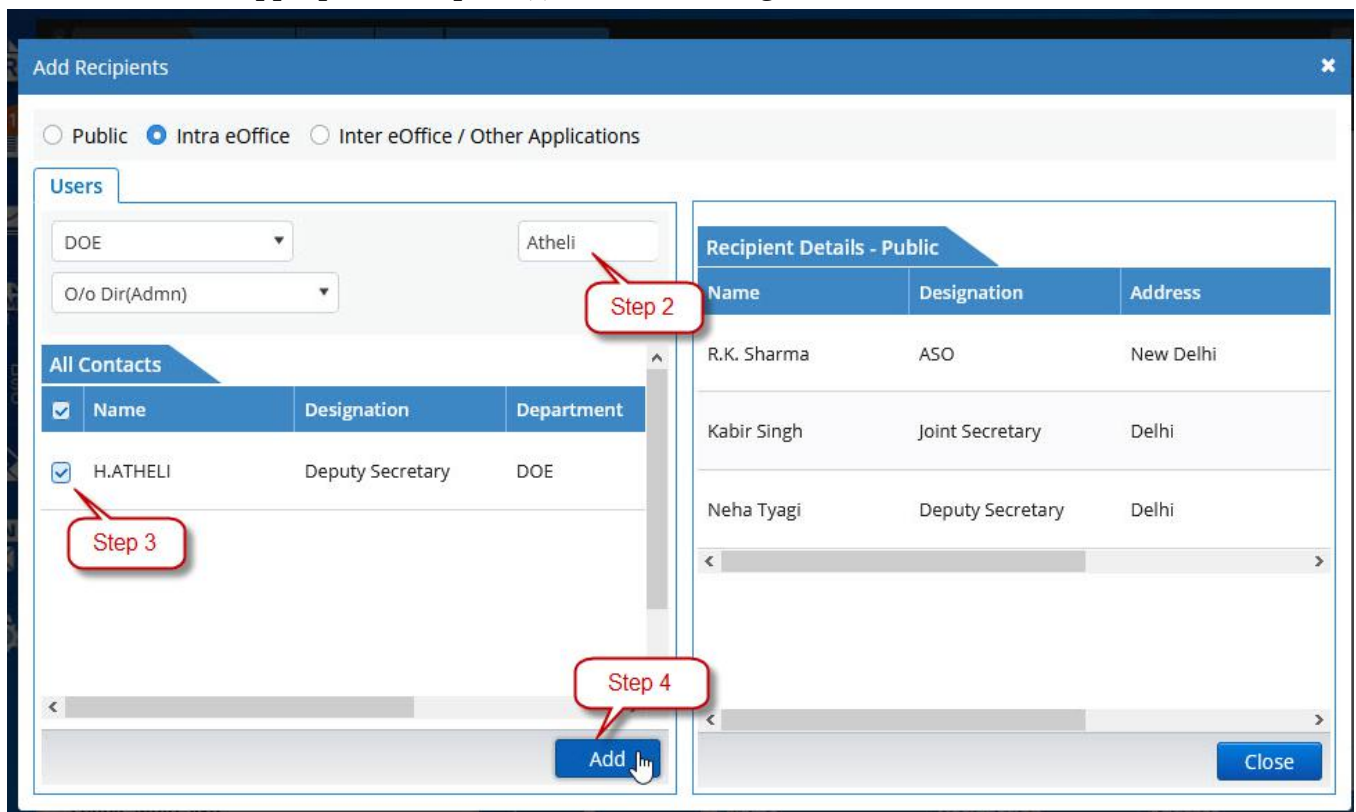 Add Recipients
Public Intra eOffice Inter eOffice / Other Applications
Users
DOE
Atheli
O/o Dir(Admn)
Step 2
All Contacts
Name Designation Department
H.ATHELI Deputy Secretary DOE
Step 3
Step 4
Add
Recipient Details - Public
Name Designation Address
R.K. Sharma ASO New Delhi
Kabir Singh Joint Secretary Delhi
Neha Tyagi Deputy Secretary Delhi
Close